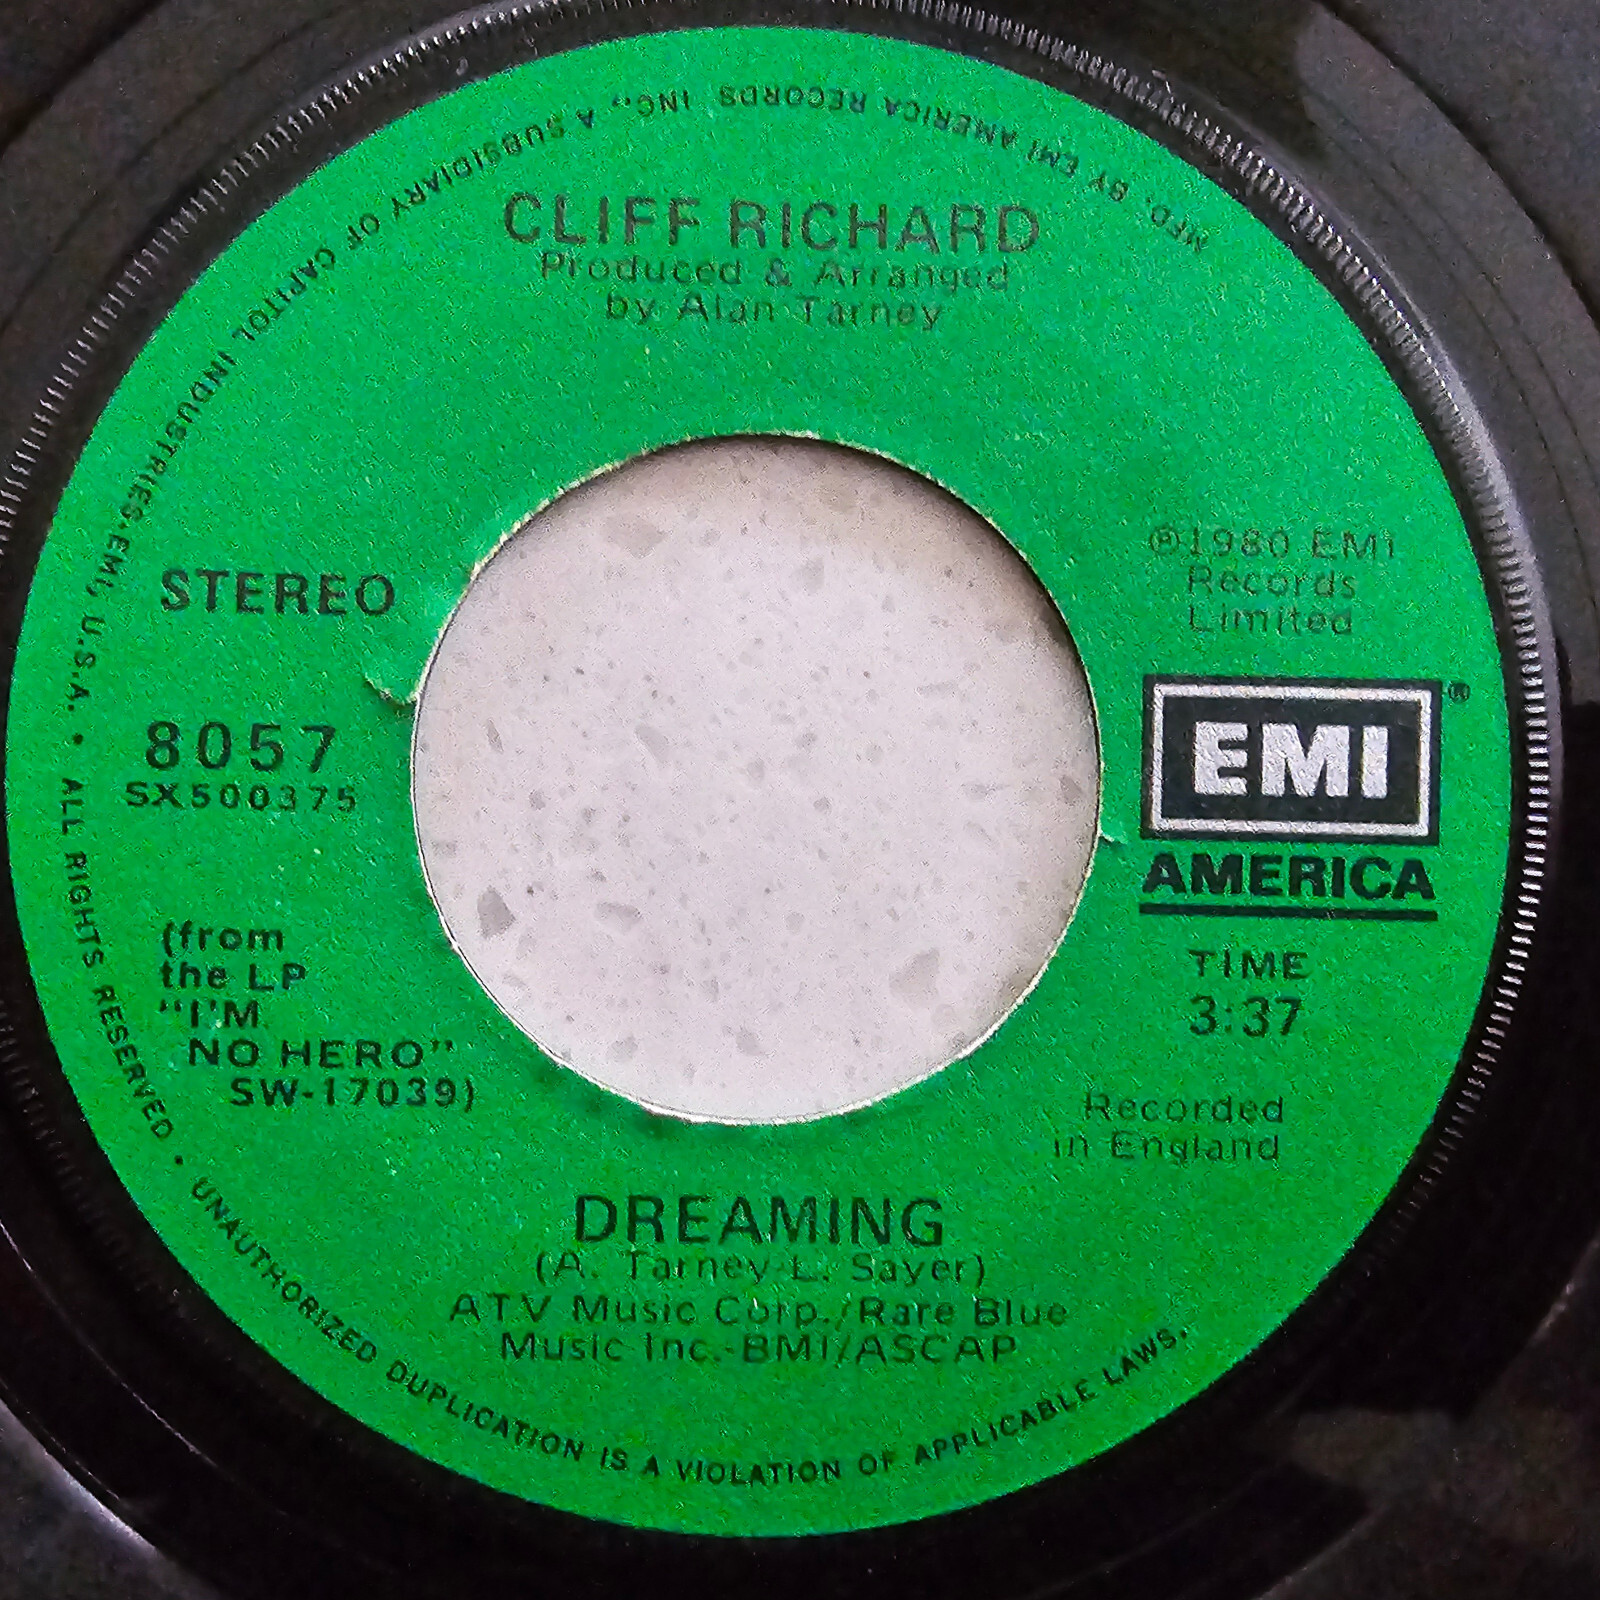 CLIFF RICHARD
Produced & Arranged
by Alan Tarney
STEREO
8057
SX500375
(from
the LP
"I'M
NO HERO"
SW-17039)
℗1980 EMI
Records
Limited
EMI®
AMERICA
TIME
3:37
Recorded
in England
DREAMING
(A. Tarney-L. Sayer)
ATV Music Corp./Rare Blue
Music Inc.-BMI/ASCAP
MFD. BY EMI AMERICA RECORDS, INC., A SUBSIDIARY OF CAPITOL INDUSTRIES-EMI, U.S.A. • ALL RIGHTS RESERVED • UNAUTHORIZED DUPLICATION IS A VIOLATION OF APPLICABLE LAWS.